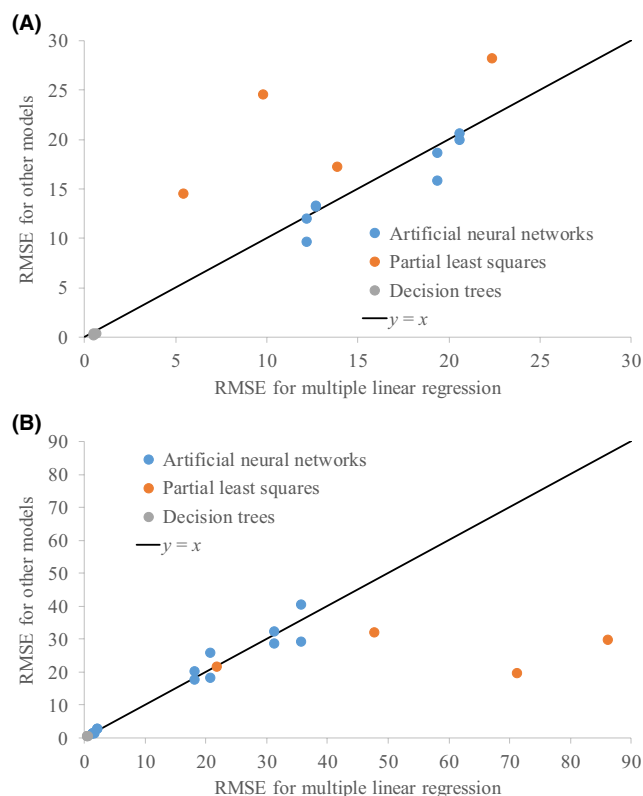 (A)
30
25
20
15
10
5
0
RMSE for other models
Artificial neural networks
Partial least squares
Decision trees
y = x
0 5 10 15 20 25 30
RMSE for multiple linear regression
(B)
90
80
70
60
50
40
30
20
10
0
RMSE for other models
Artificial neural networks
Partial least squares
Decision trees
y = x
0 10 20 30 40 50 60 70 80 90
RMSE for multiple linear regression